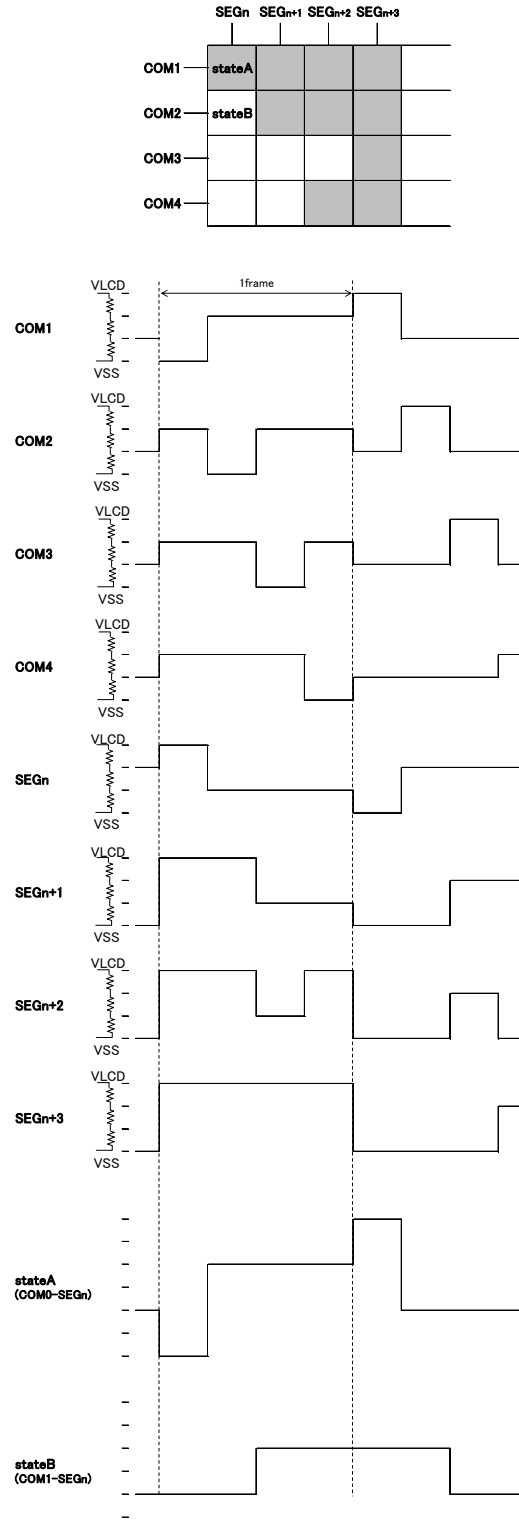 SEGn SEGn+1 SEGn+2 SEGn+3
COM1 stateA
COM2 stateB
COM3
COM4
1frame
VLCD
COM1
VSS
VLCD
COM2
VSS
VLCD
COM3
VSS
VLCD
COM4
VSS
VLCD
SEGn
VSS
VLCD
SEGn+1
VSS
VLCD
SEGn+2
VSS
VLCD
SEGn+3
VSS
stateA
(COM0-SEGn)
stateB
(COM1-SEGn)